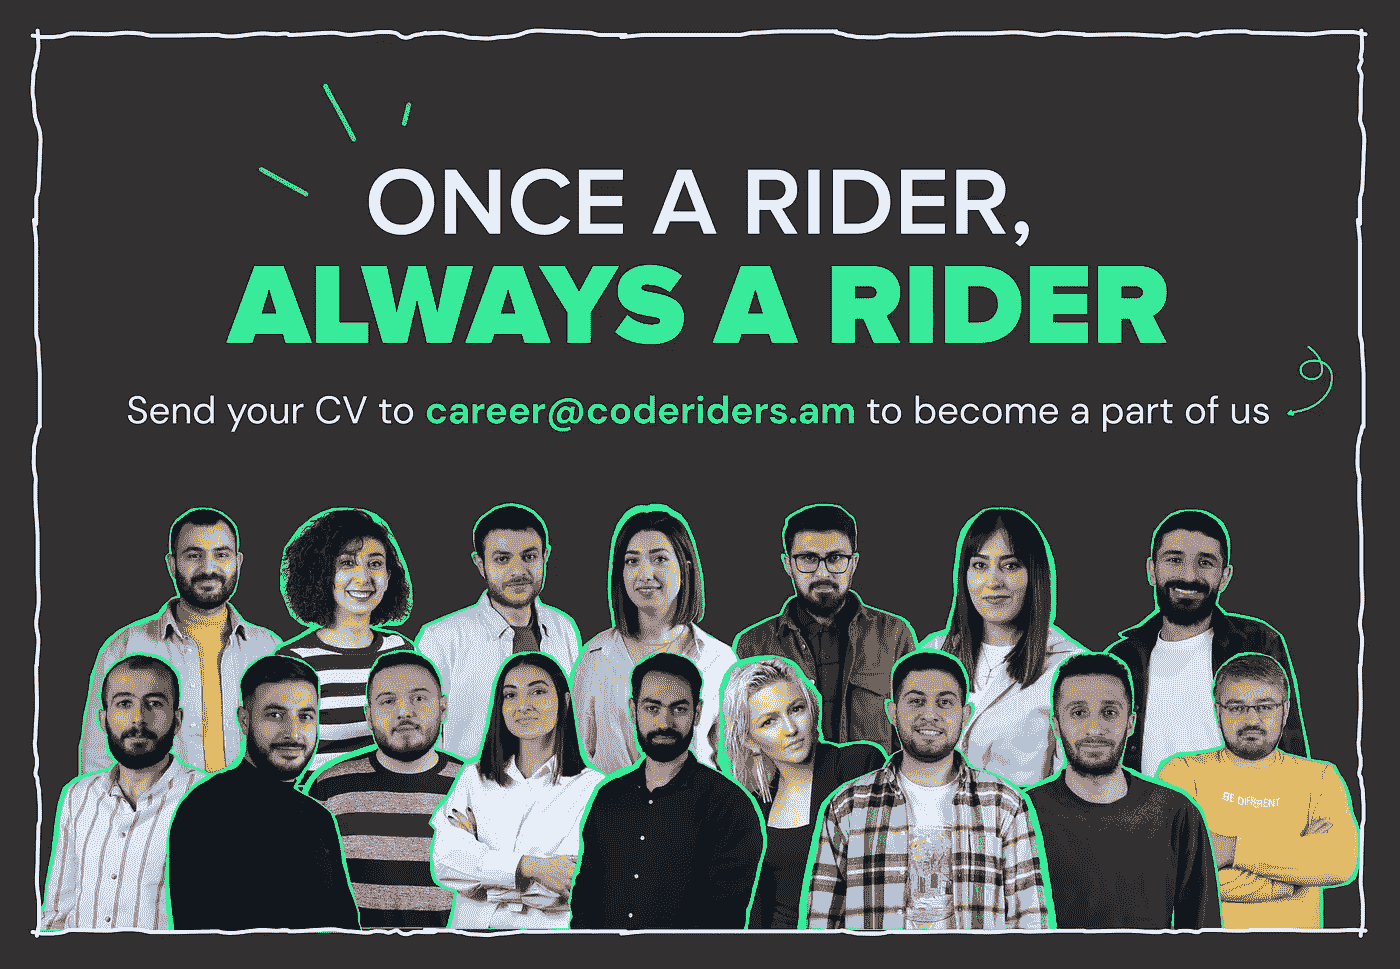 ONCE A RIDER,
ALWAYS A RIDER
Send your CV to career@coderiders.am to become a part of us
BE DIFFERENT